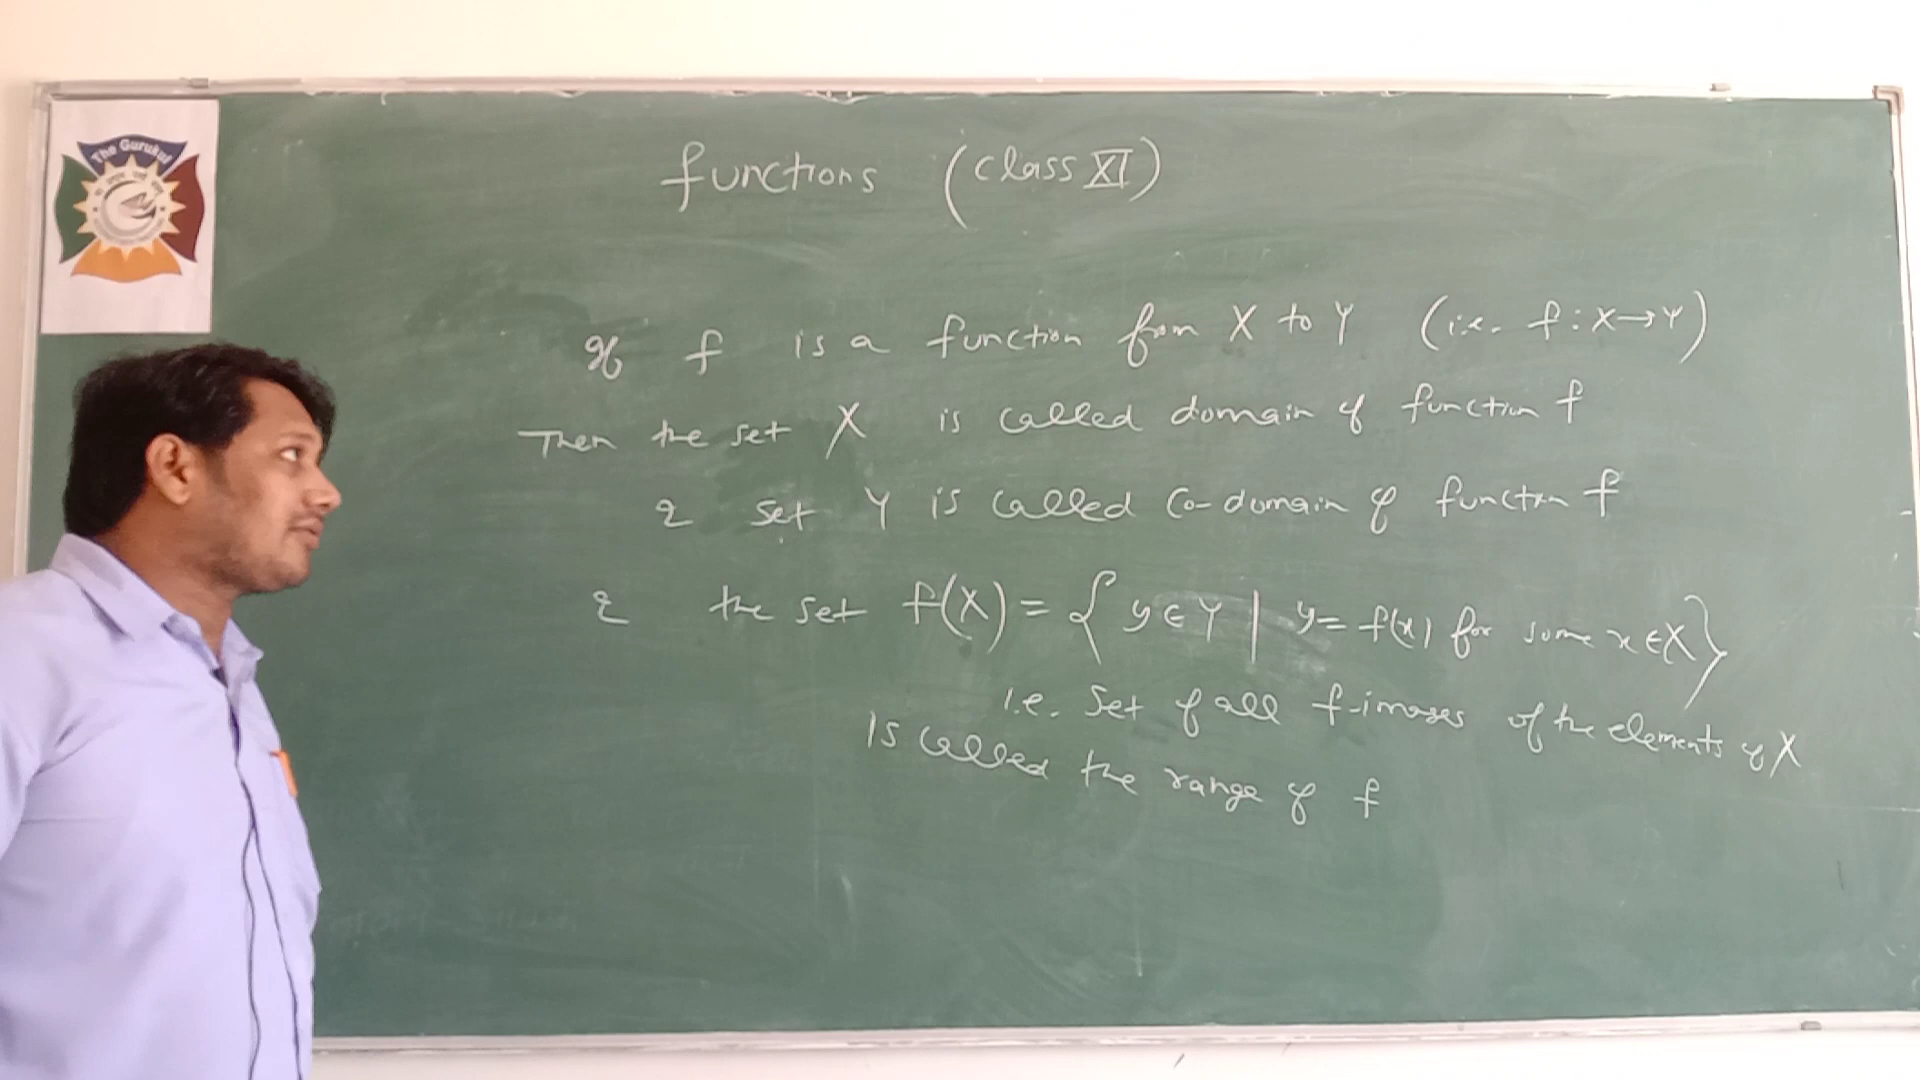 The Gurukul
functions (class XI)
If f is a function from X to Y (i.e. f : X→Y)
Then the set X is called domain of function f
& set Y is called Co-domain of function f
& the set f(X) = { y ∈ Y | y = f(x) for some x ∈ X }
i.e. Set of all f-images of the elements of X
is called the range of f